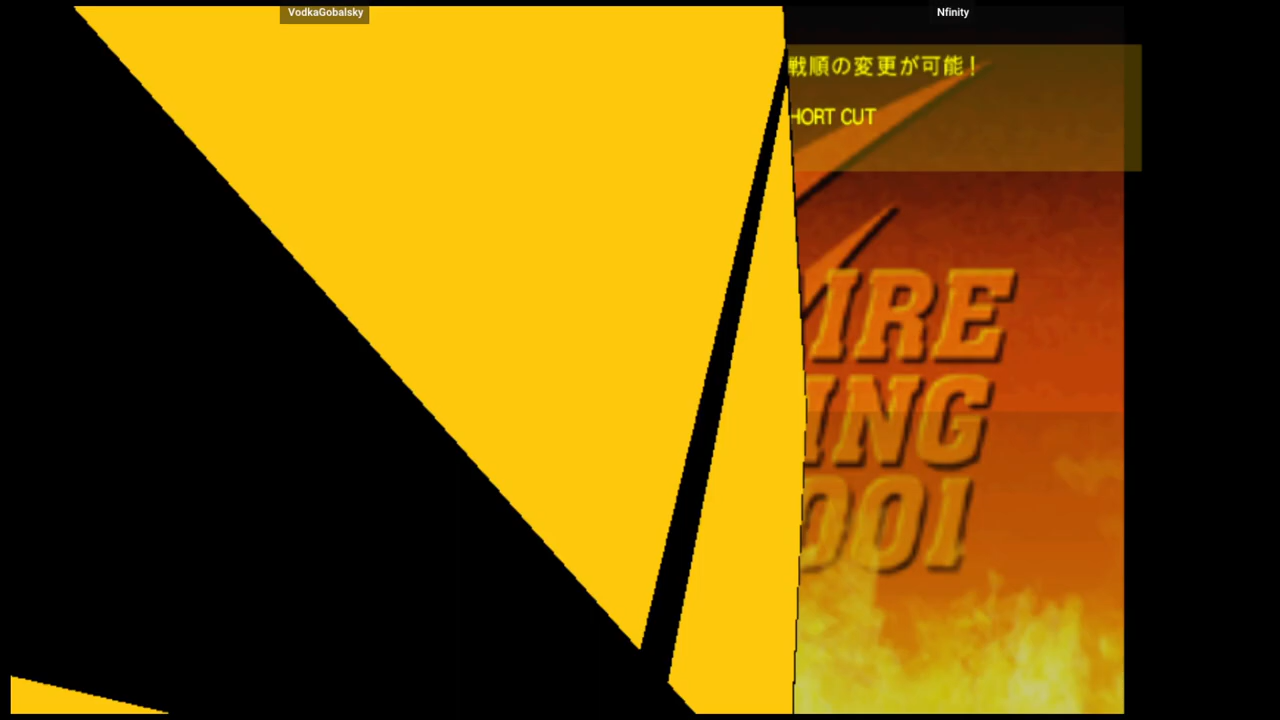 VodkaGobalsky
Nfinity
戦順の変更が可能!
HORT CUT
IRE
ING
001